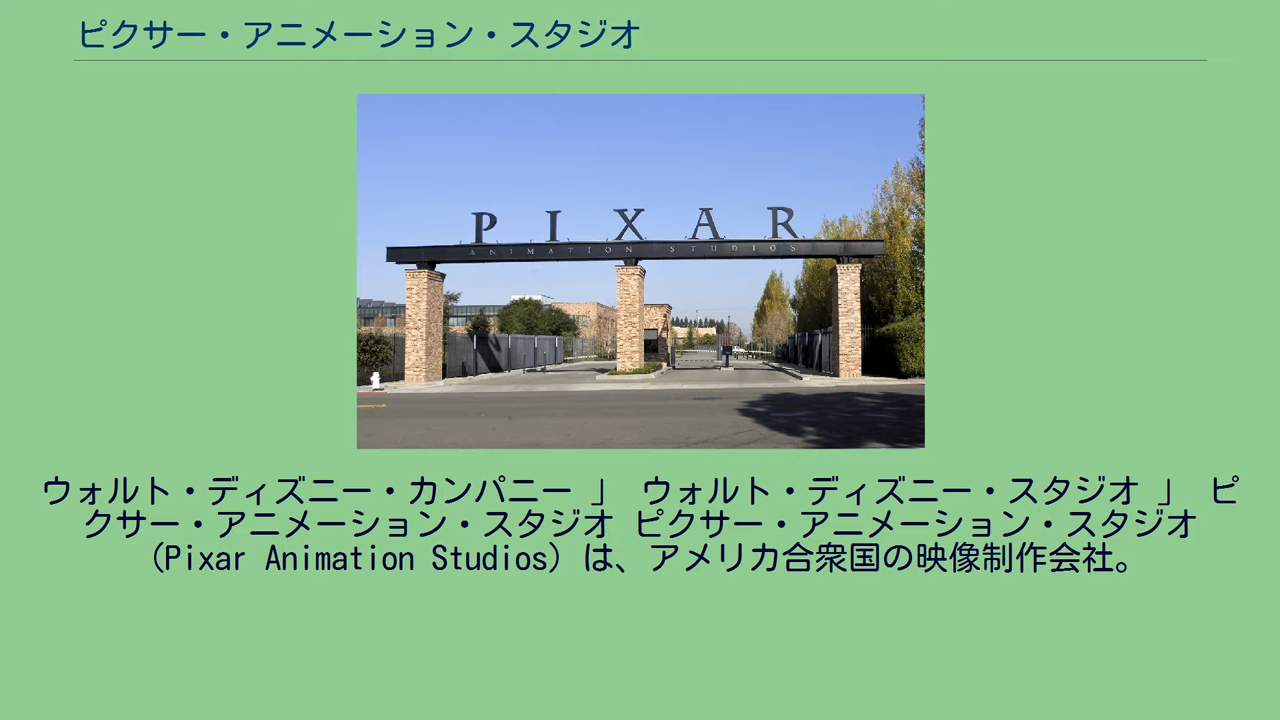 ピクサー・アニメーション・スタジオ
PIXAR
ANIMATION STUDIOS
ウォルト・ディズニー・カンパニー 」 ウォルト・ディズニー・スタジオ 」 ピ
クサー・アニメーション・スタジオ ピクサー・アニメーション・スタジオ
（Pixar Animation Studios）は、アメリカ合衆国の映像制作会社。